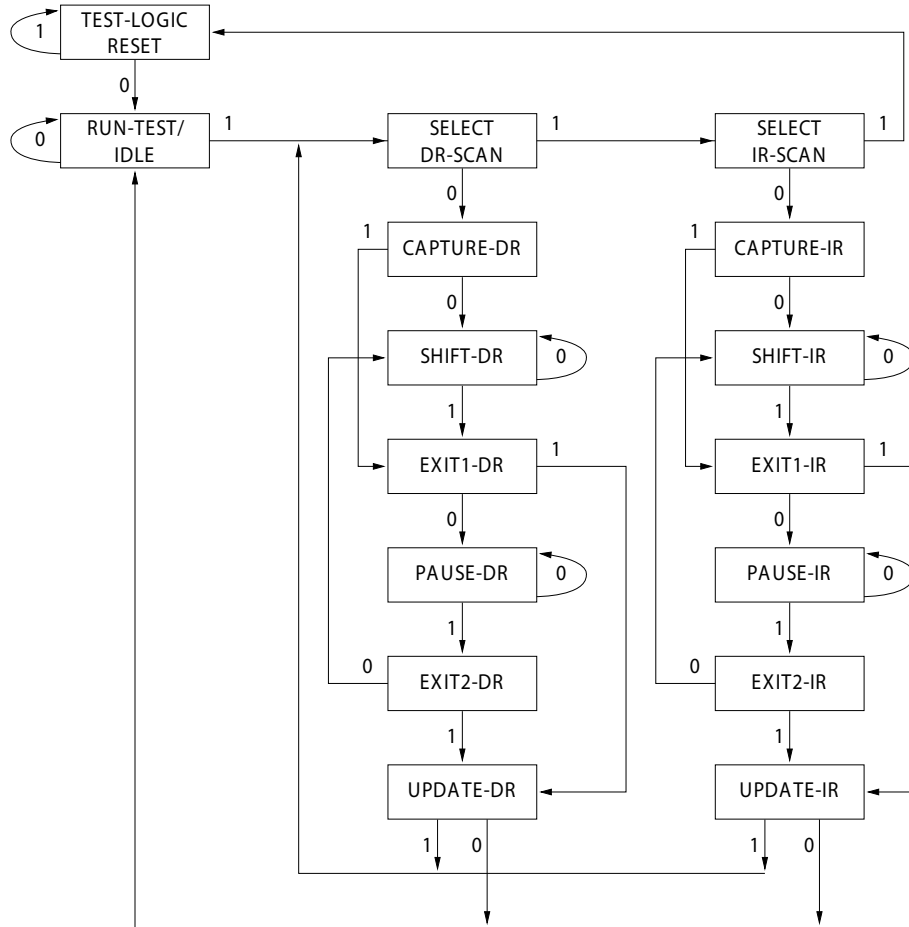 TEST-LOGIC
RESET
1
0
RUN-TEST/
IDLE
0
1
SELECT
DR-SCAN
1
SELECT
IR-SCAN
1
0
0
1
CAPTURE-DR
1
CAPTURE-IR
0
0
SHIFT-DR
0
SHIFT-IR
0
1
1
EXIT1-DR
1
EXIT1-IR
1
0
0
PAUSE-DR
0
PAUSE-IR
0
1
1
0
EXIT2-DR
0
EXIT2-IR
1
1
UPDATE-DR
UPDATE-IR
1
0
1
0